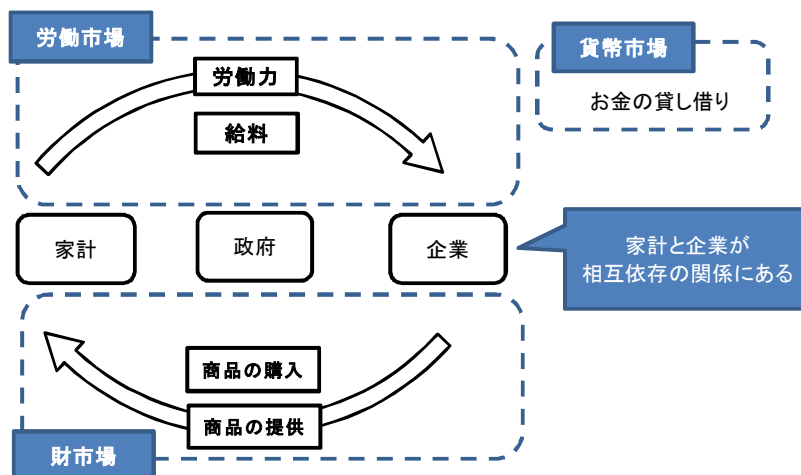 労働市場
労働力
給料
貨幣市場
お金の貸し借り
家計
政府
企業
家計と企業が
相互依存の関係にある
商品の購入
商品の提供
財市場